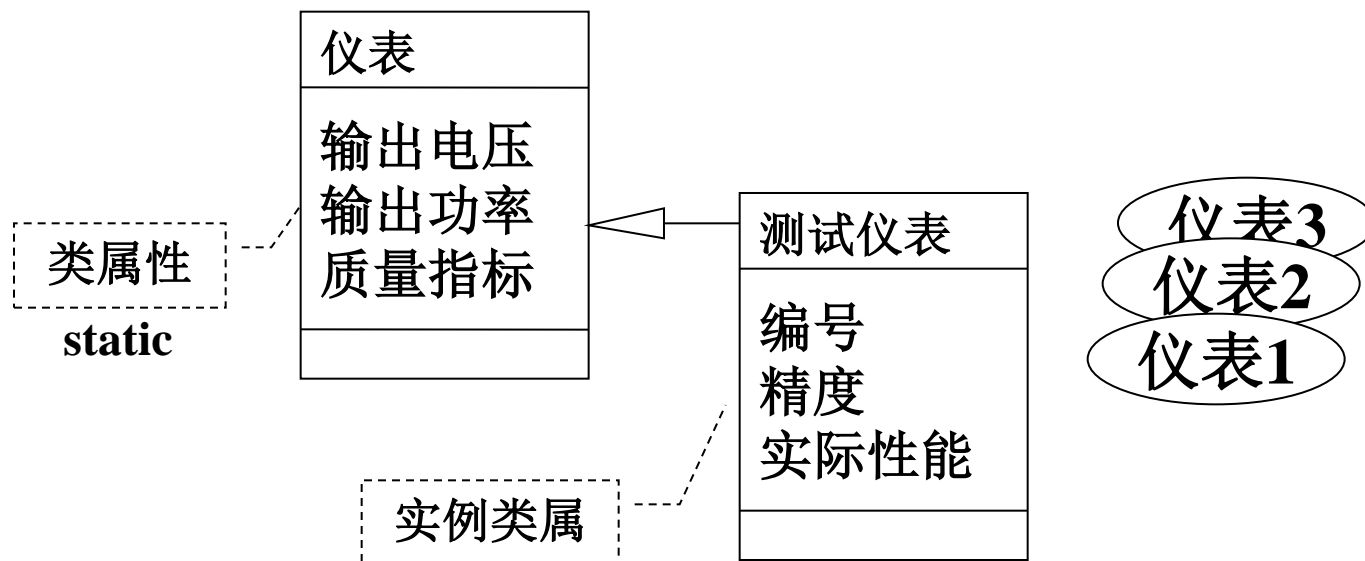 仪表
输出电压
输出功率
质量指标
类属性
static
测试仪表
编号
精度
实际性能
实例类属
仪表3
仪表2
仪表1